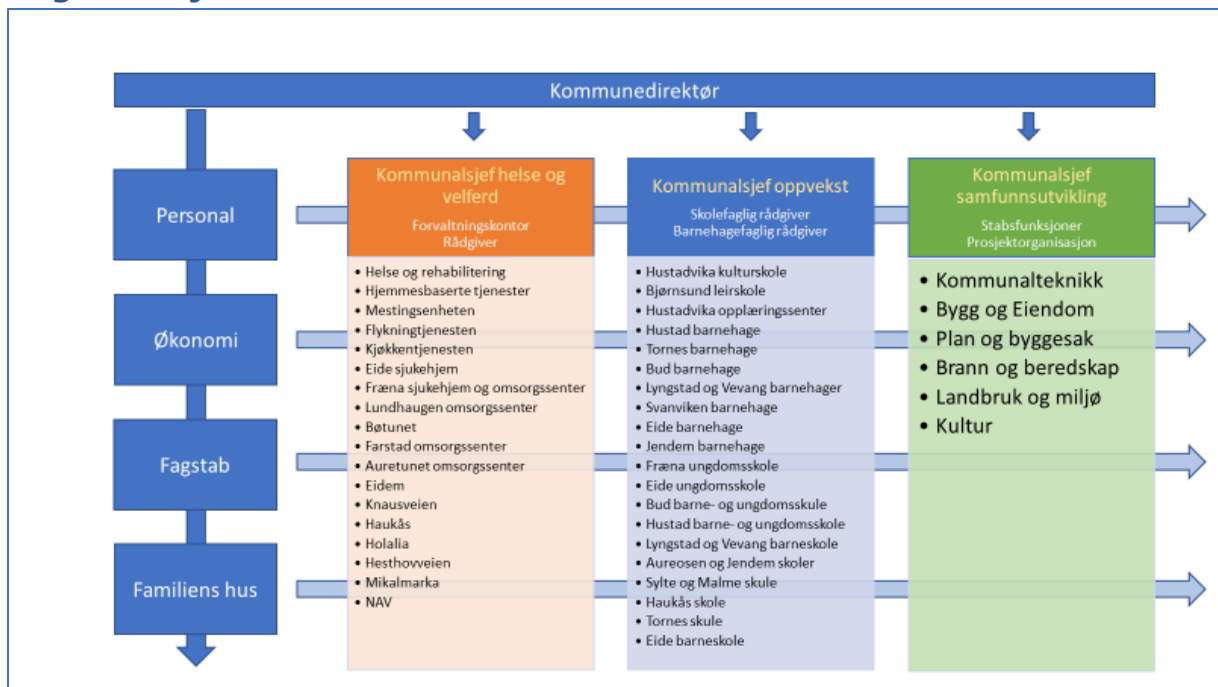 Kommunedirektør
Personal
Økonomi
Fagstab
Familiens hus
Kommunalsjef helse og
velferd
Forvaltningskontor
Rådgiver
• Helse og rehabilitering
• Hjemmesbaserte tjenester
• Mestingsenheten
• Flykningtjenesten
• Kjøkkentjenesten
• Eide sjukehjem
• Fræna sjukehjem og omsorgssenter
• Lundhaugen omsorgssenter
• Bøtunet
• Farstad omsorgssenter
• Auretunet omsorgssenter
• Eidem
• Knausveien
• Haukås
• Holalia
• Hesthovveien
• Mikalmarka
• NAV
Kommunalsjef oppvekst
Skolefaglig rådgiver
Barnehagefaglig rådgiver
• Hustadvika kulturskole
• Bjørnsund leirskole
• Hustadvika opplæringssenter
• Hustad barnehage
• Tornes barnehage
• Bud barnehage
• Lyngstad og Vevang barnehager
• Svanviken barnehage
• Eide barnehage
• Jendem barnehage
• Fræna ungdomsskole
• Eide ungdomsskole
• Bud barne- og ungdomsskule
• Hustad barne- og ungdomsskole
• Lyngstad og Vevang barneskole
• Aureosen og Jendem skoler
• Sylte og Malme skule
• Haukås skole
• Tornes skule
• Eide barneskole
Kommunalsjef
samfunnsutvikling
Stabsfunksjoner
Prosjektorganisasjon
• Kommunalteknikk
• Bygg og Eiendom
• Plan og byggesak
• Brann og beredskap
• Landbruk og miljø
• Kultur